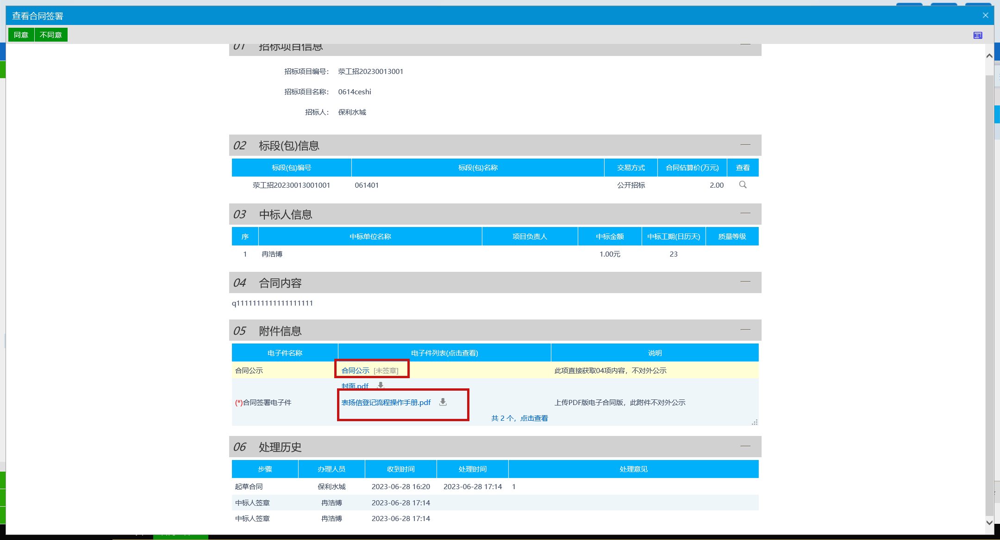 查看合同签署
同意 不同意
01 招标项目信息
招标项目编号： 荥工招20230013001
招标项目名称： 0614ceshi
招标人： 保利水城
02 标段(包)信息
标段(包)编号 标段(包)名称 交易方式 合同估算价(万元) 查看
荥工招20230013001001 061401 公开招标 2.00
03 中标人信息
序 中标单位名称 项目负责人 中标金额 中标工期(日历天) 质量等级
1 冉浩博 1.00元 23
04 合同内容
q1111111111111111111
05 附件信息
电子件名称 电子件列表(点击查看) 说明
合同公示 合同公示 [未签章] 此项直接获取04项内容，不对外公示
封面.pdf
(*)合同签署电子件 表扬信登记流程操作手册.pdf 上传PDF版电子合同版，此附件不对外公示
共 2 个，点击查看
06 处理历史
步骤 办理人员 收到时间 处理时间 处理意见
起草合同 保利水城 2023-06-28 16:20 2023-06-28 17:14 1
中标人签章 冉浩博 2023-06-28 17:14
中标人签章 冉浩博 2023-06-28 17:14